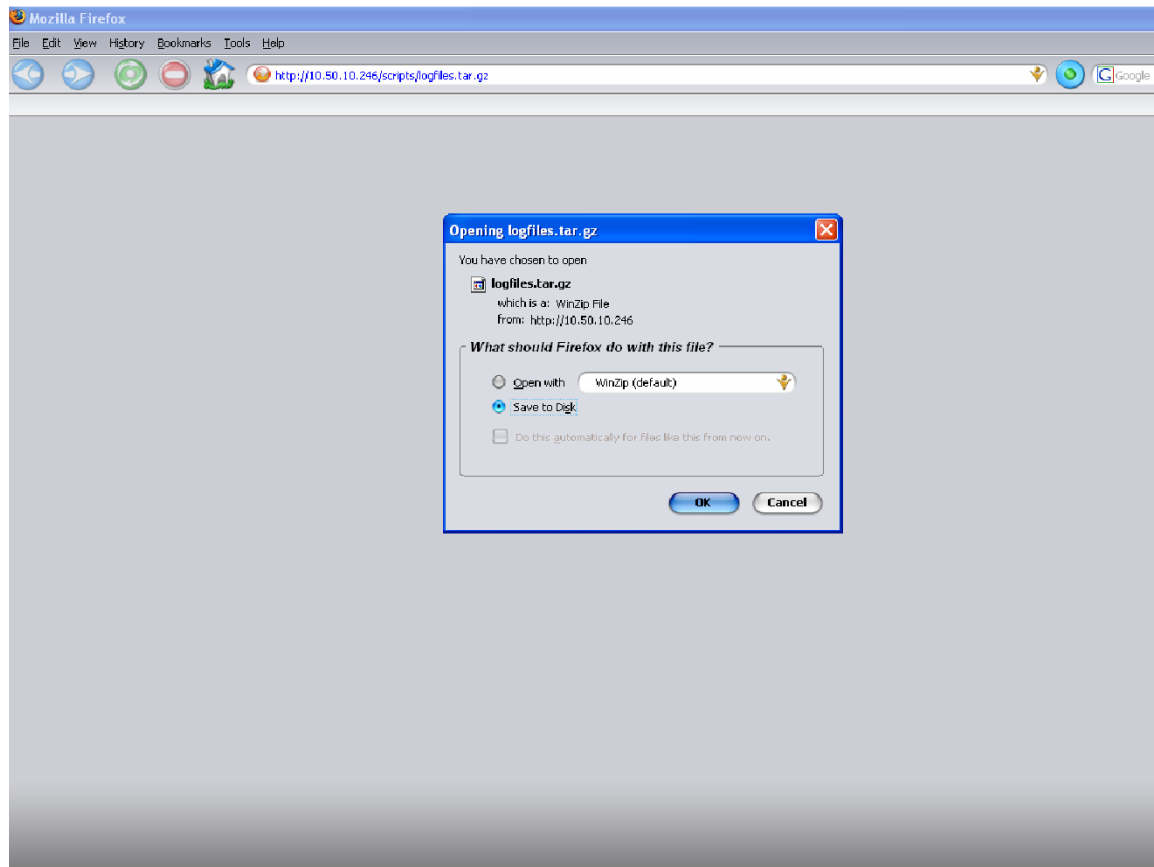 Mozilla Firefox
File Edit View History Bookmarks Tools Help
http://10.50.10.246/scripts/logfiles.tar.gz
G Google
Opening logfiles.tar.gz
You have chosen to open
logfiles.tar.gz
which is a: WinZip File
from: http://10.50.10.246
What should Firefox do with this file?
Open with WinZip (default)
Save to Disk
Do this automatically for files like this from now on.
OK Cancel